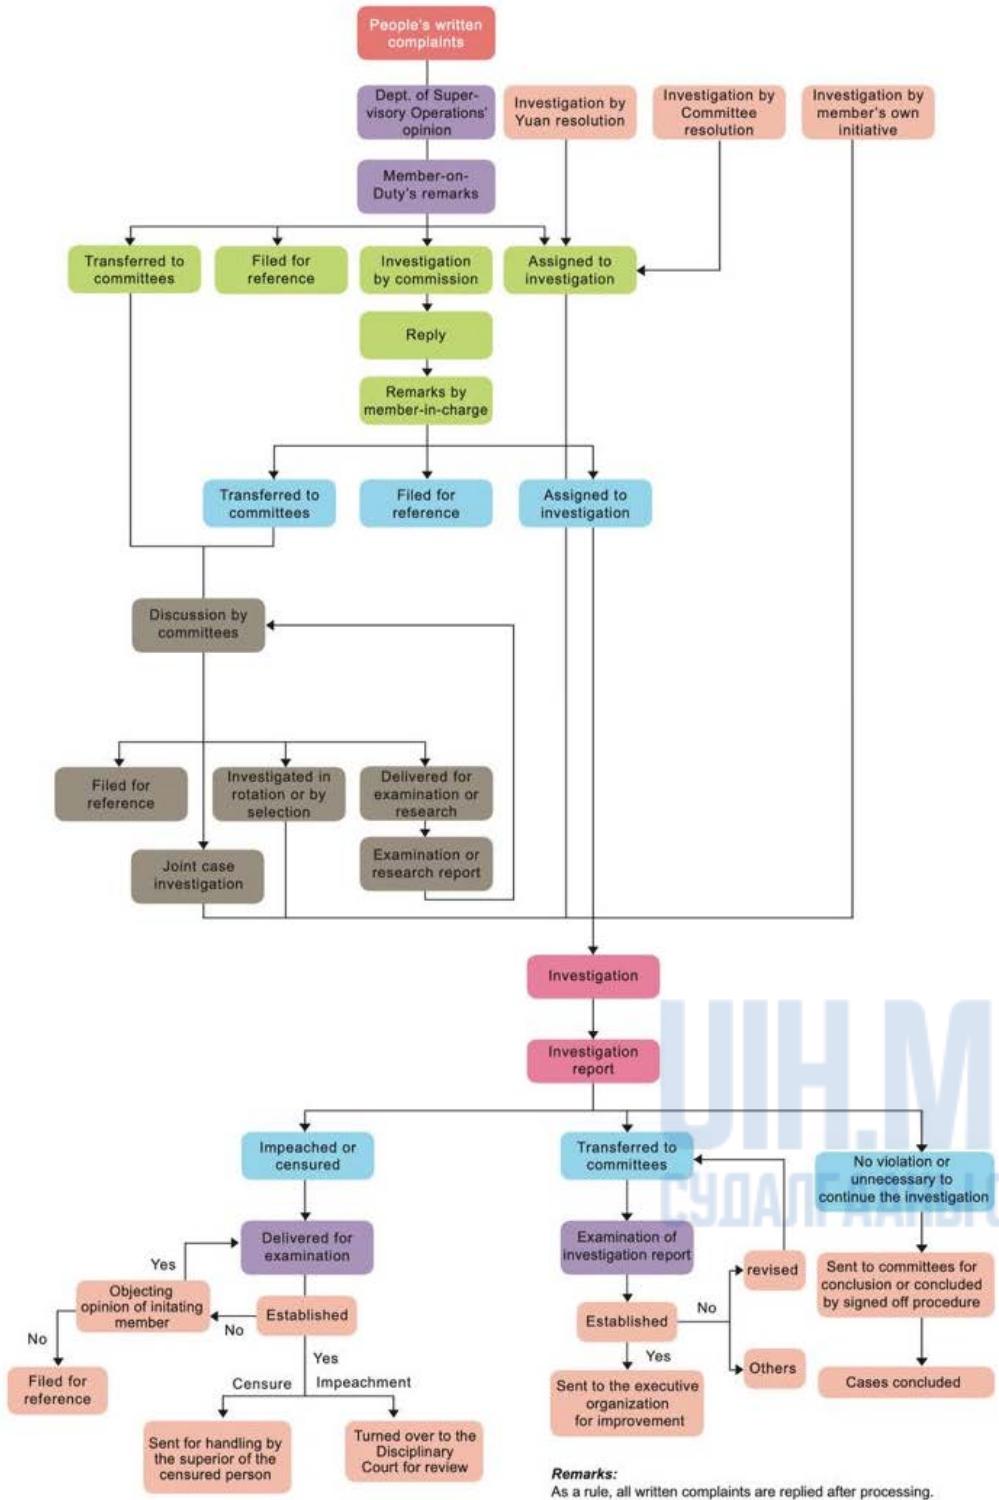 People's written
complaints
Dept. of Super-
visory Operations'
opinion
Investigation by
Yuan resolution
Investigation by
Committee
resolution
Investigation by
member's own
initiative
Member-on-
Duty's remarks
Transferred to
committees
Filed for
reference
Investigation
by commission
Assigned to
investigation
Reply
Remarks by
member-in-charge
Transferred to
committees
Filed for
reference
Assigned to
investigation
Discussion by
committees
Filed for
reference
Investigated in
rotation or by
selection
Delivered for
examination or
research
Joint case
investigation
Examination or
research report
Investigation
Investigation
report
UIH.M
Impeached or
censured
Transferred to
committees
No violation or
unnecessary to
continue the investigation
Delivered for
examination
Examination of
investigation report
revised
Sent to committees for
conclusion or concluded
by signed off procedure
Yes
Objecting
opinion of initating
member
No
Established
No
Filed for
reference
Yes
Censure
Impeachment
Sent for handling by
the superior of the
censured person
Turned over to the
Disciplinary
Court for review
Established
No
Others
Yes
Sent to the executive
organization
for improvement
Cases concluded
Remarks:
As a rule, all written complaints are replied after processing.